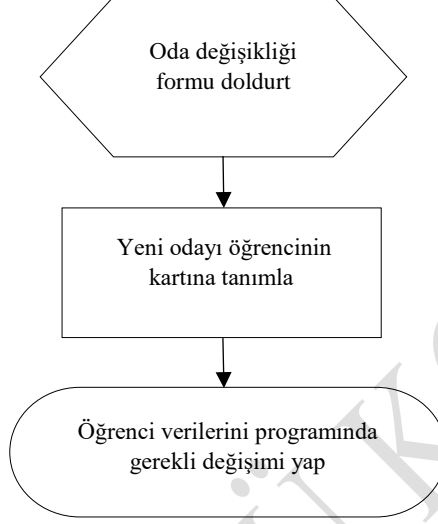 Oda değişikliği
formu doldurt
Yeni odayı öğrencinin
kartına tanımla
Öğrenci verilerini programında
gerekli değişimi yap